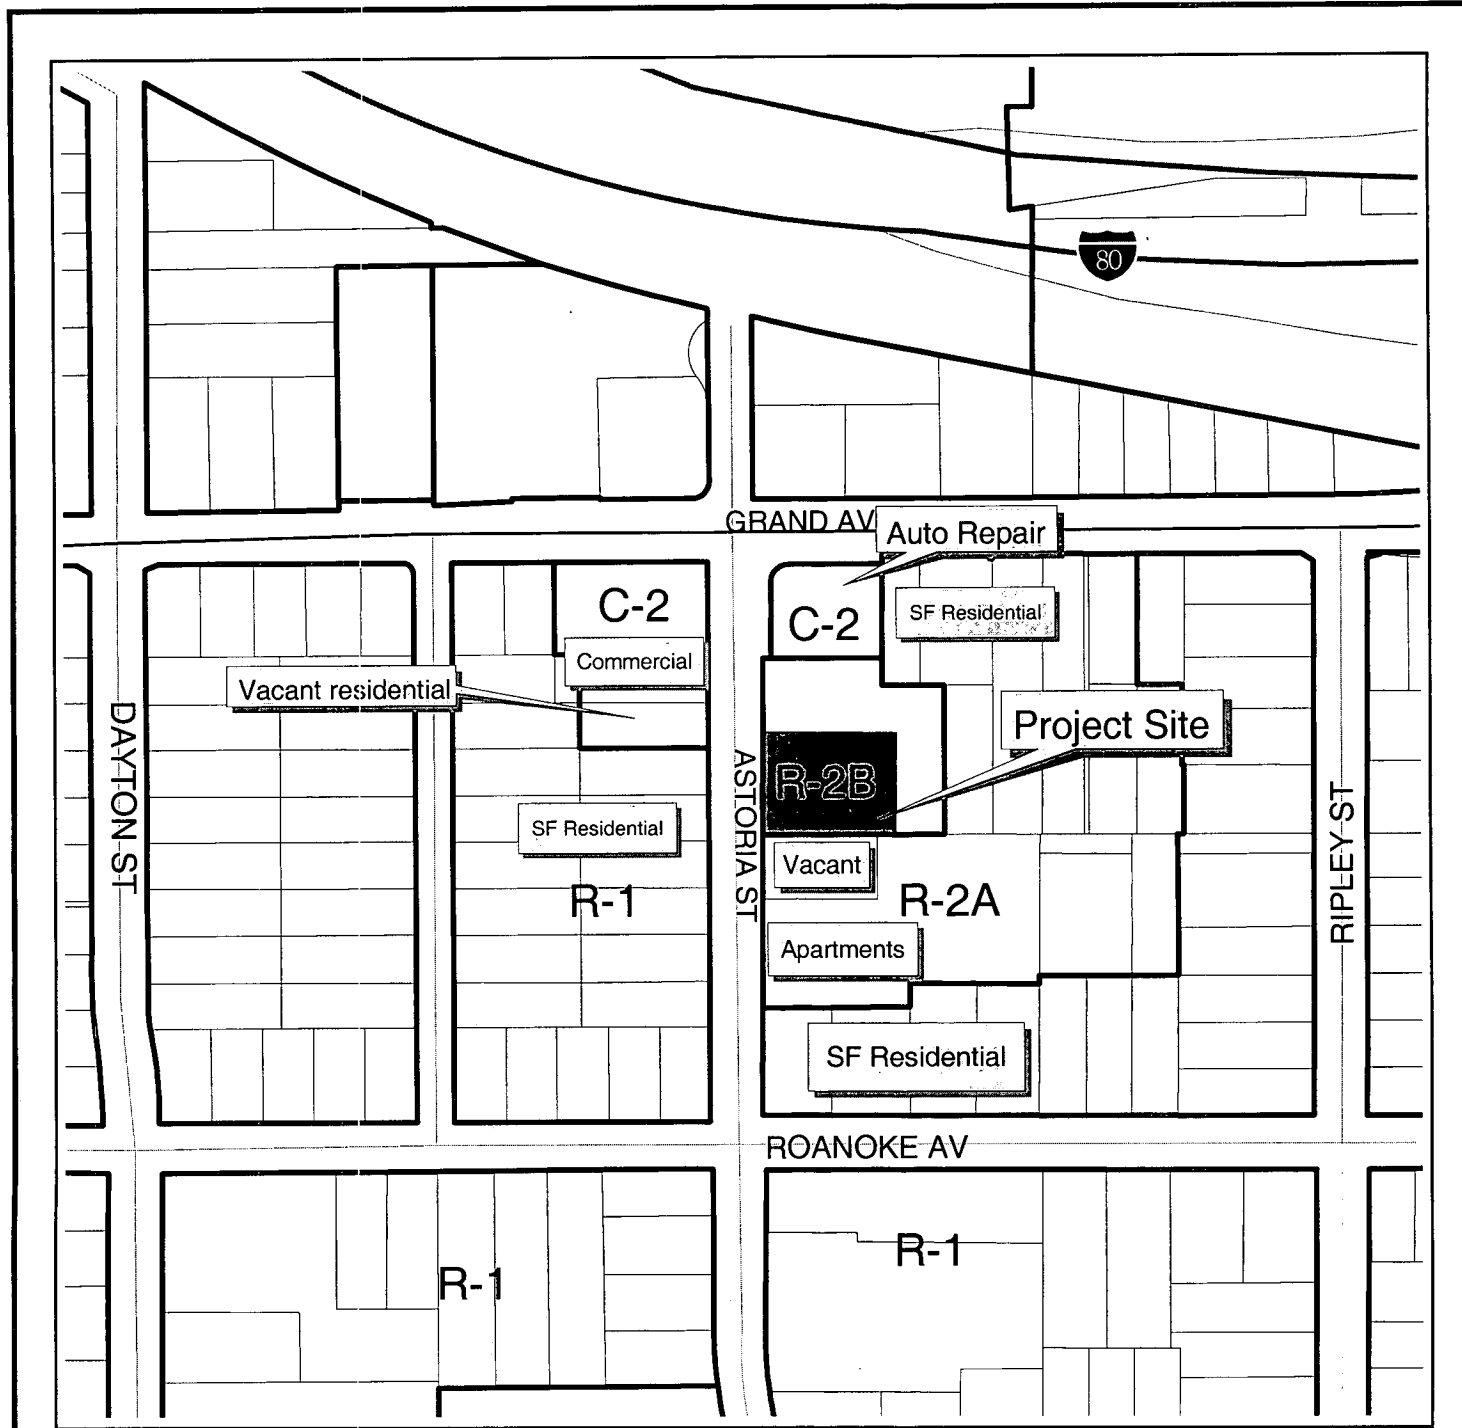 80
GRAND AV
Auto Repair
C-2
C-2
SF Residential
Commercial
Vacant residential
Project Site
DAYTON ST
ASTORIA ST
R-2B
RIPLEY ST
SF Residential
Vacant
R-1
R-2A
Apartments
SF Residential
ROANOKE AV
R-1
R-1